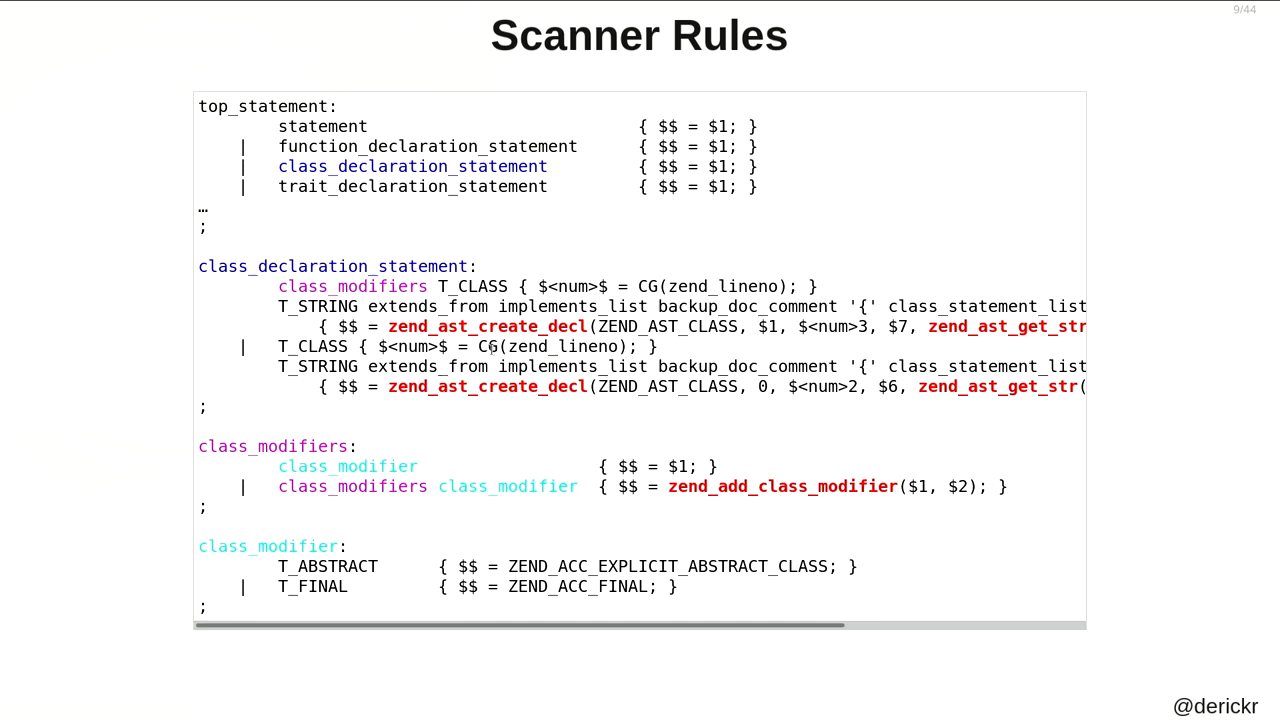 9/44
Scanner Rules
top_statement:
        statement                           { $$ = $1; }
    |   function_declaration_statement      { $$ = $1; }
    |   class_declaration_statement         { $$ = $1; }
    |   trait_declaration_statement         { $$ = $1; }
…
;
class_declaration_statement:
        class_modifiers T_CLASS { $<num>$ = CG(zend_lineno); }
        T_STRING extends_from implements_list backup_doc_comment '{' class_statement_list
            { $$ = zend_ast_create_decl(ZEND_AST_CLASS, $1, $<num>3, $7, zend_ast_get_str
    |   T_CLASS { $<num>$ = CG(zend_lineno); }
        T_STRING extends_from implements_list backup_doc_comment '{' class_statement_list
            { $$ = zend_ast_create_decl(ZEND_AST_CLASS, 0, $<num>2, $6, zend_ast_get_str(
;
class_modifiers:
        class_modifier                  { $$ = $1; }
    |   class_modifiers class_modifier  { $$ = zend_add_class_modifier($1, $2); }
;
class_modifier:
        T_ABSTRACT      { $$ = ZEND_ACC_EXPLICIT_ABSTRACT_CLASS; }
    |   T_FINAL         { $$ = ZEND_ACC_FINAL; }
;
@derickr